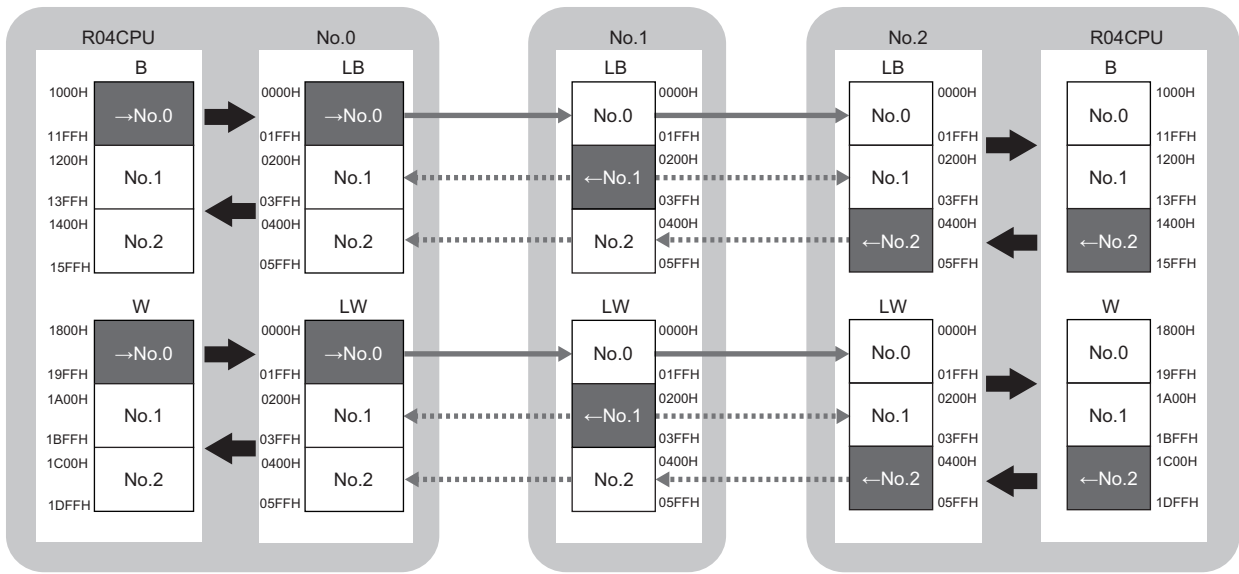 R04CPU No.0 No.1 No.2 R04CPU
B LB LB LB B
1000H 0000H 0000H 0000H 1000H
→No.0 →No.0 No.0 No.0 No.0
11FFH 01FFH 01FFH 01FFH 11FFH
1200H 0200H 0200H 0200H 1200H
No.1 No.1 ←No.1 No.1 No.1
13FFH 03FFH 03FFH 03FFH 13FFH
1400H 0400H 0400H 0400H 1400H
No.2 No.2 No.2 ←No.2 ←No.2
15FFH 05FFH 05FFH 05FFH 15FFH
W LW LW LW W
1800H 0000H 0000H 0000H 1800H
→No.0 →No.0 No.0 No.0 No.0
19FFH 01FFH 01FFH 01FFH 19FFH
1A00H 0200H 0200H 0200H 1A00H
No.1 No.1 ←No.1 No.1 No.1
1BFFH 03FFH 03FFH 03FFH 1BFFH
1C00H 0400H 0400H 0400H 1C00H
No.2 No.2 No.2 ←No.2 ←No.2
1DFFH 05FFH 05FFH 05FFH 1DFFH